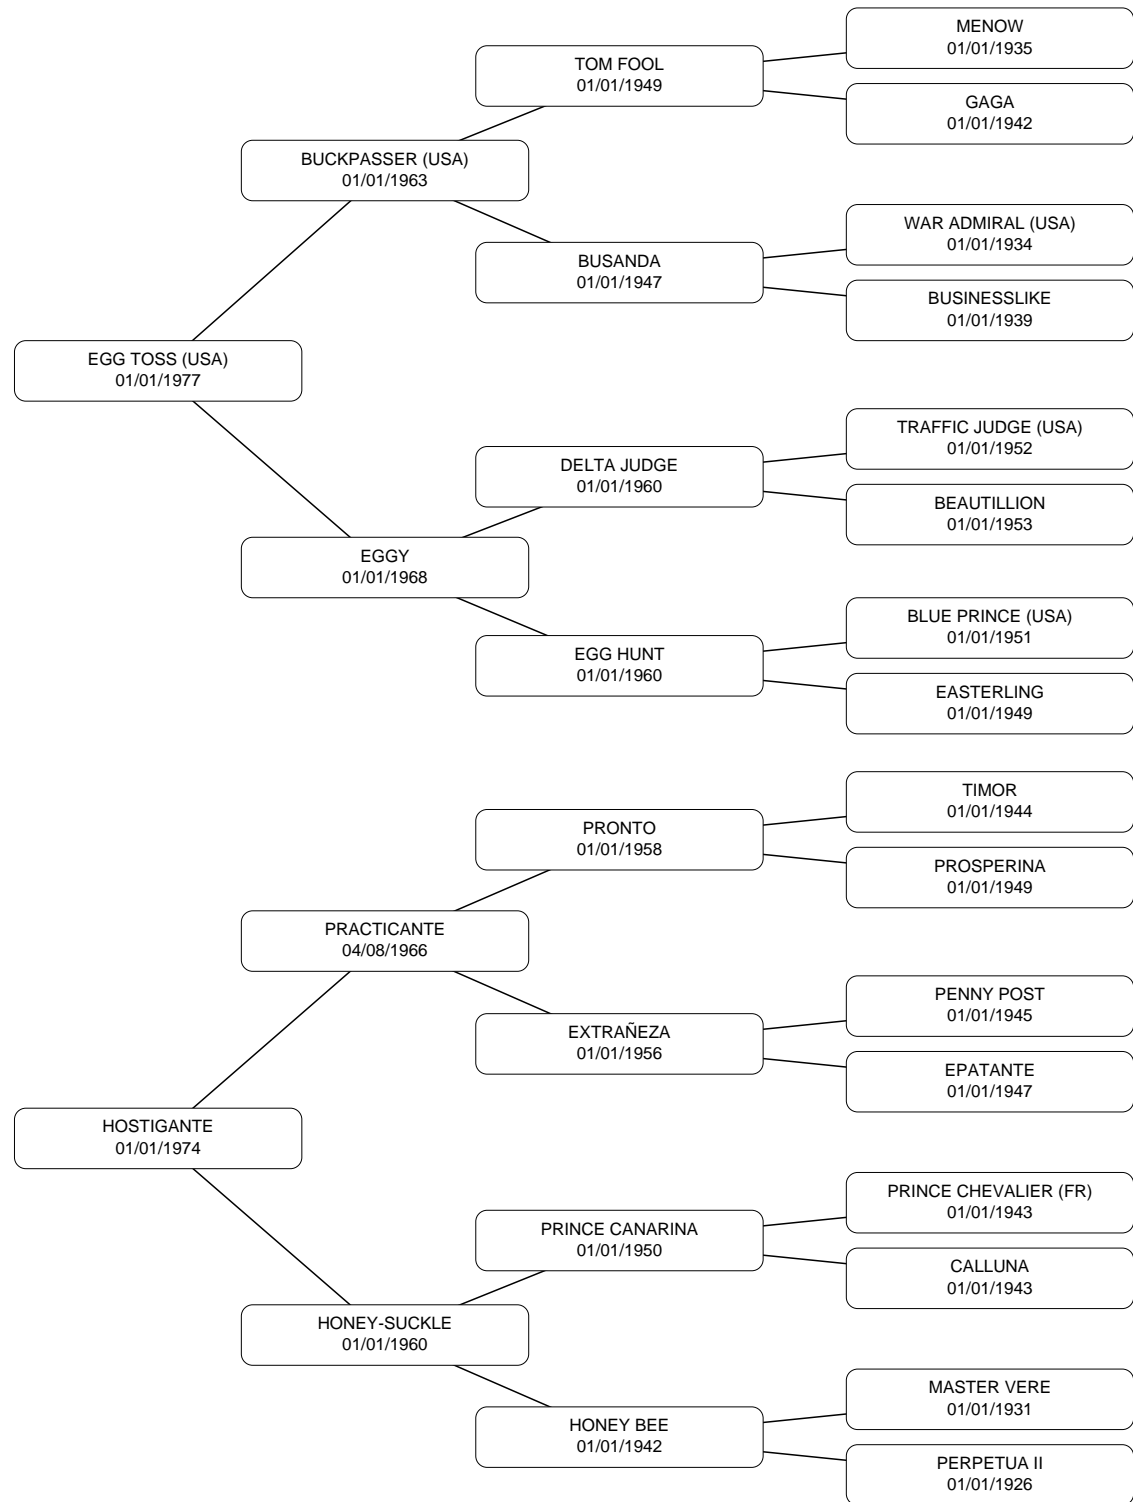 MENOW
01/01/1935
TOM FOOL
01/01/1949
GAGA
01/01/1942
BUCKPASSER (USA)
01/01/1963
WAR ADMIRAL (USA)
01/01/1934
BUSANDA
01/01/1947
BUSINESSLIKE
01/01/1939
EGG TOSS (USA)
01/01/1977
TRAFFIC JUDGE (USA)
01/01/1952
DELTA JUDGE
01/01/1960
BEAUTILLION
01/01/1953
EGGY
01/01/1968
BLUE PRINCE (USA)
01/01/1951
EGG HUNT
01/01/1960
EASTERLING
01/01/1949
TIMOR
01/01/1944
PRONTO
01/01/1958
PROSPERINA
01/01/1949
PRACTICANTE
04/08/1966
PENNY POST
01/01/1945
EXTRAÑEZA
01/01/1956
EPATANTE
01/01/1947
HOSTIGANTE
01/01/1974
PRINCE CHEVALIER (FR)
01/01/1943
PRINCE CANARINA
01/01/1950
CALLUNA
01/01/1943
HONEY-SUCKLE
01/01/1960
MASTER VERE
01/01/1931
HONEY BEE
01/01/1942
PERPETUA II
01/01/1926